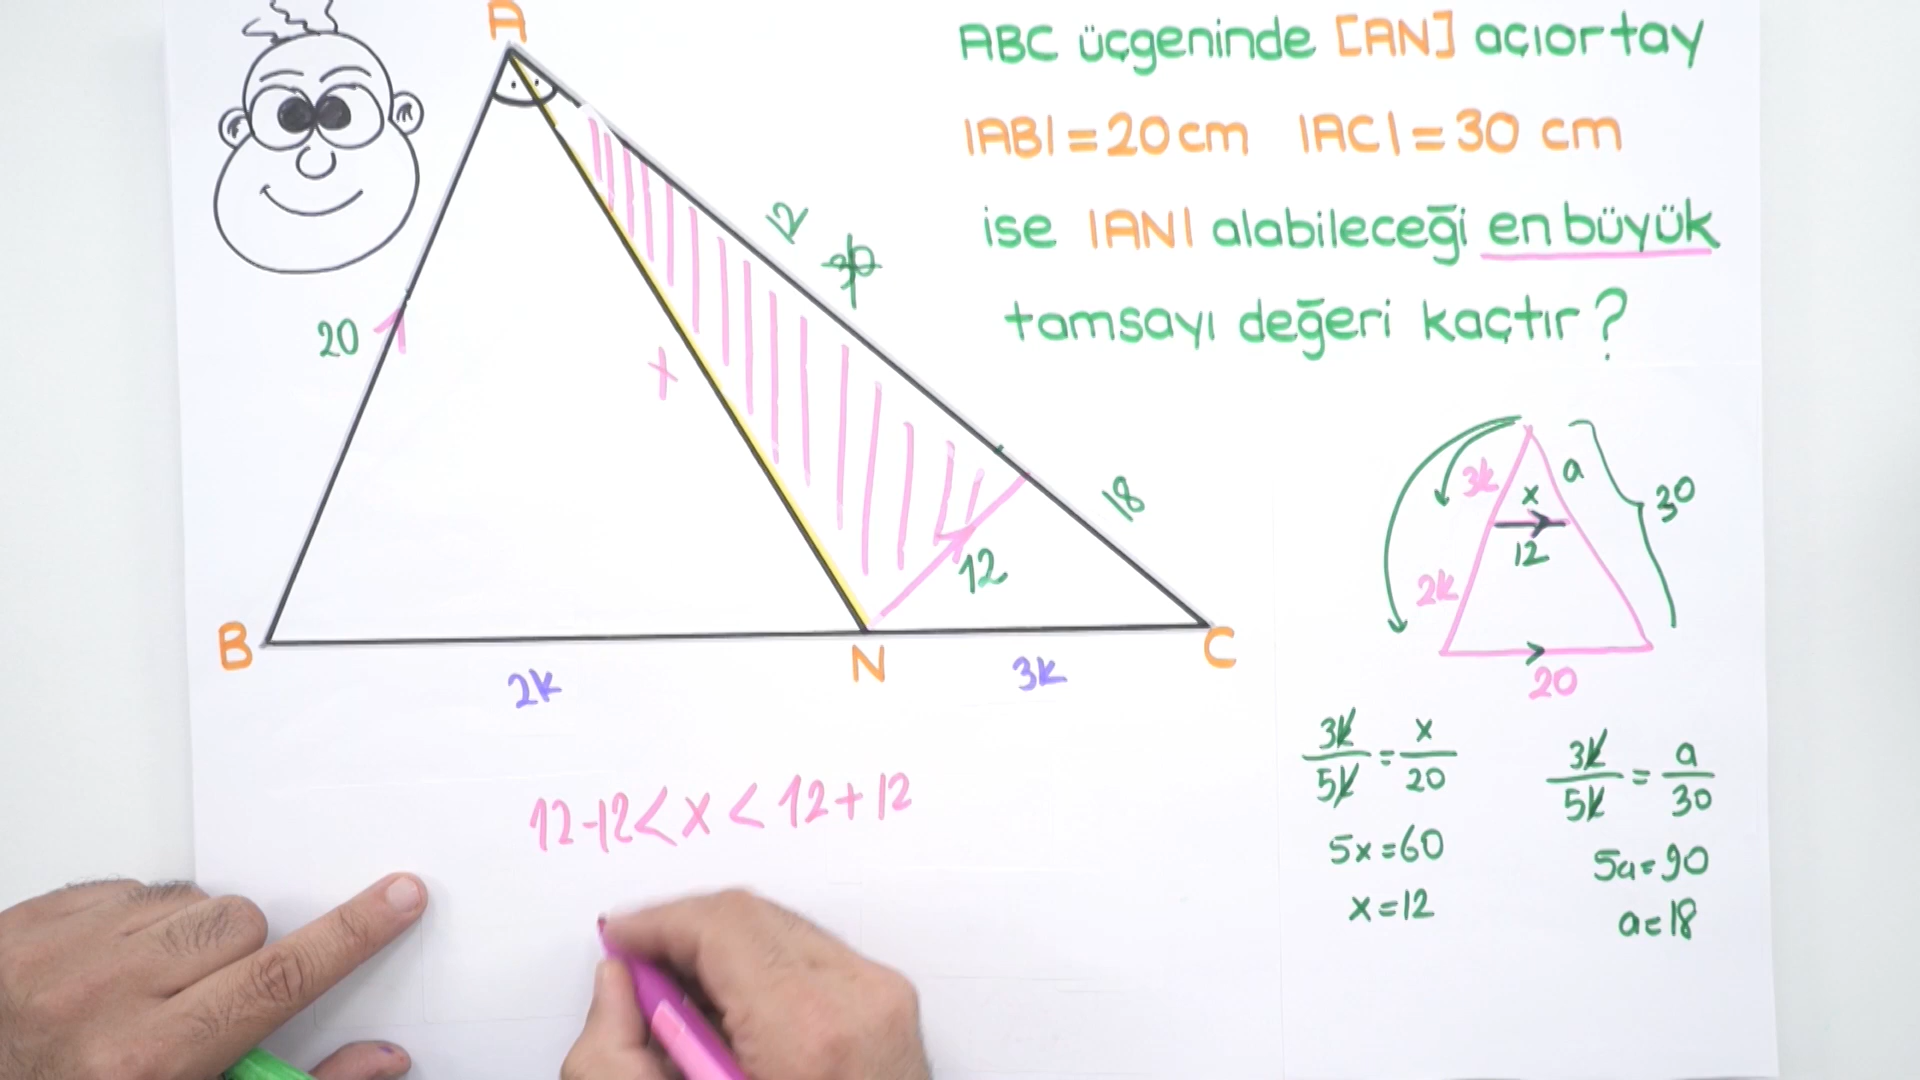 A
ABC üçgeninde [AN] açıortay
|AB| = 20 cm |AC| = 30 cm
ise |AN| alabileceği en büyük
tamsayı değeri kaçtır ?
12
30
20
x
18
12
B
N
C
2k
3k
3k
a
x
30
12
2k
20
3k/5k = x/20
5x = 60
x = 12
3k/5k = a/30
5a = 90
a = 18
12-12 < x < 12+12